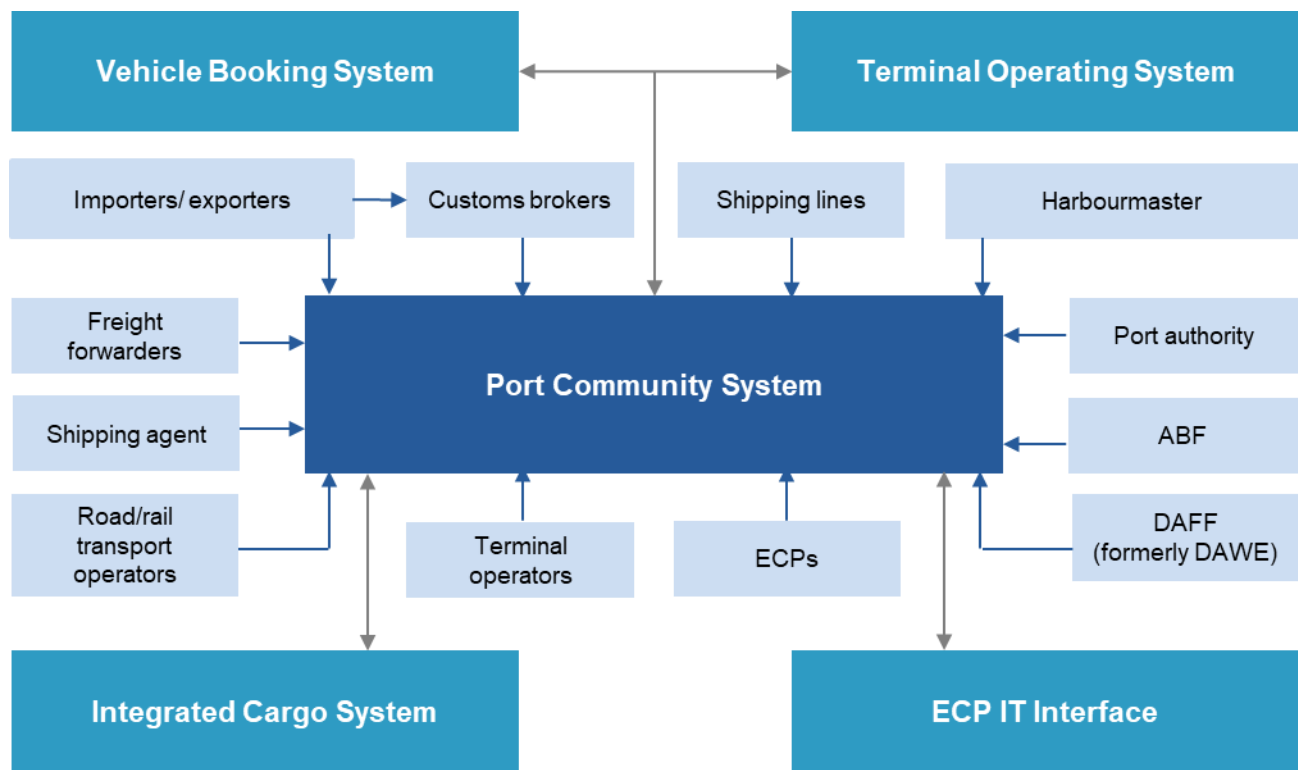 Vehicle Booking System
Terminal Operating System
Importers/ exporters
Customs brokers
Shipping lines
Harbourmaster
Freight
forwarders
Port authority
Port Community System
Shipping agent
ABF
Road/rail
transport
operators
Terminal
operators
ECPs
DAFF
(formerly DAWE)
Integrated Cargo System
ECP IT Interface